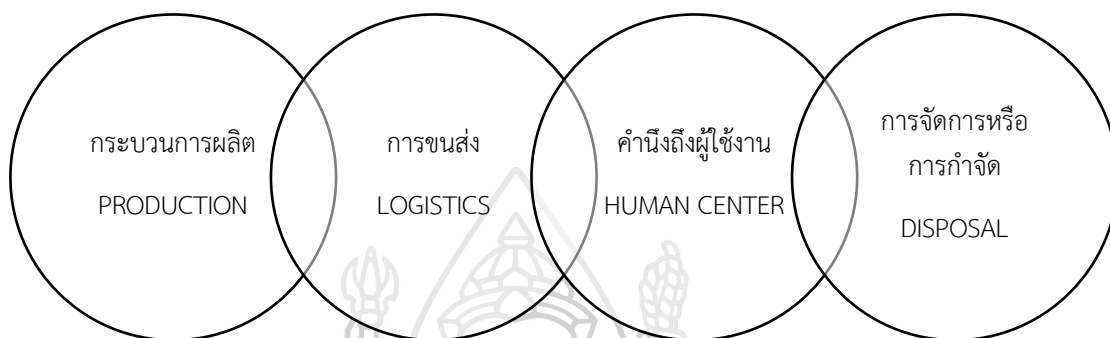 กระบวนการผลิต
PRODUCTION
การขนส่ง
LOGISTICS
คำนึงถึงผู้ใช้งาน
HUMAN CENTER
การจัดการหรือ
การกำจัด
DISPOSAL